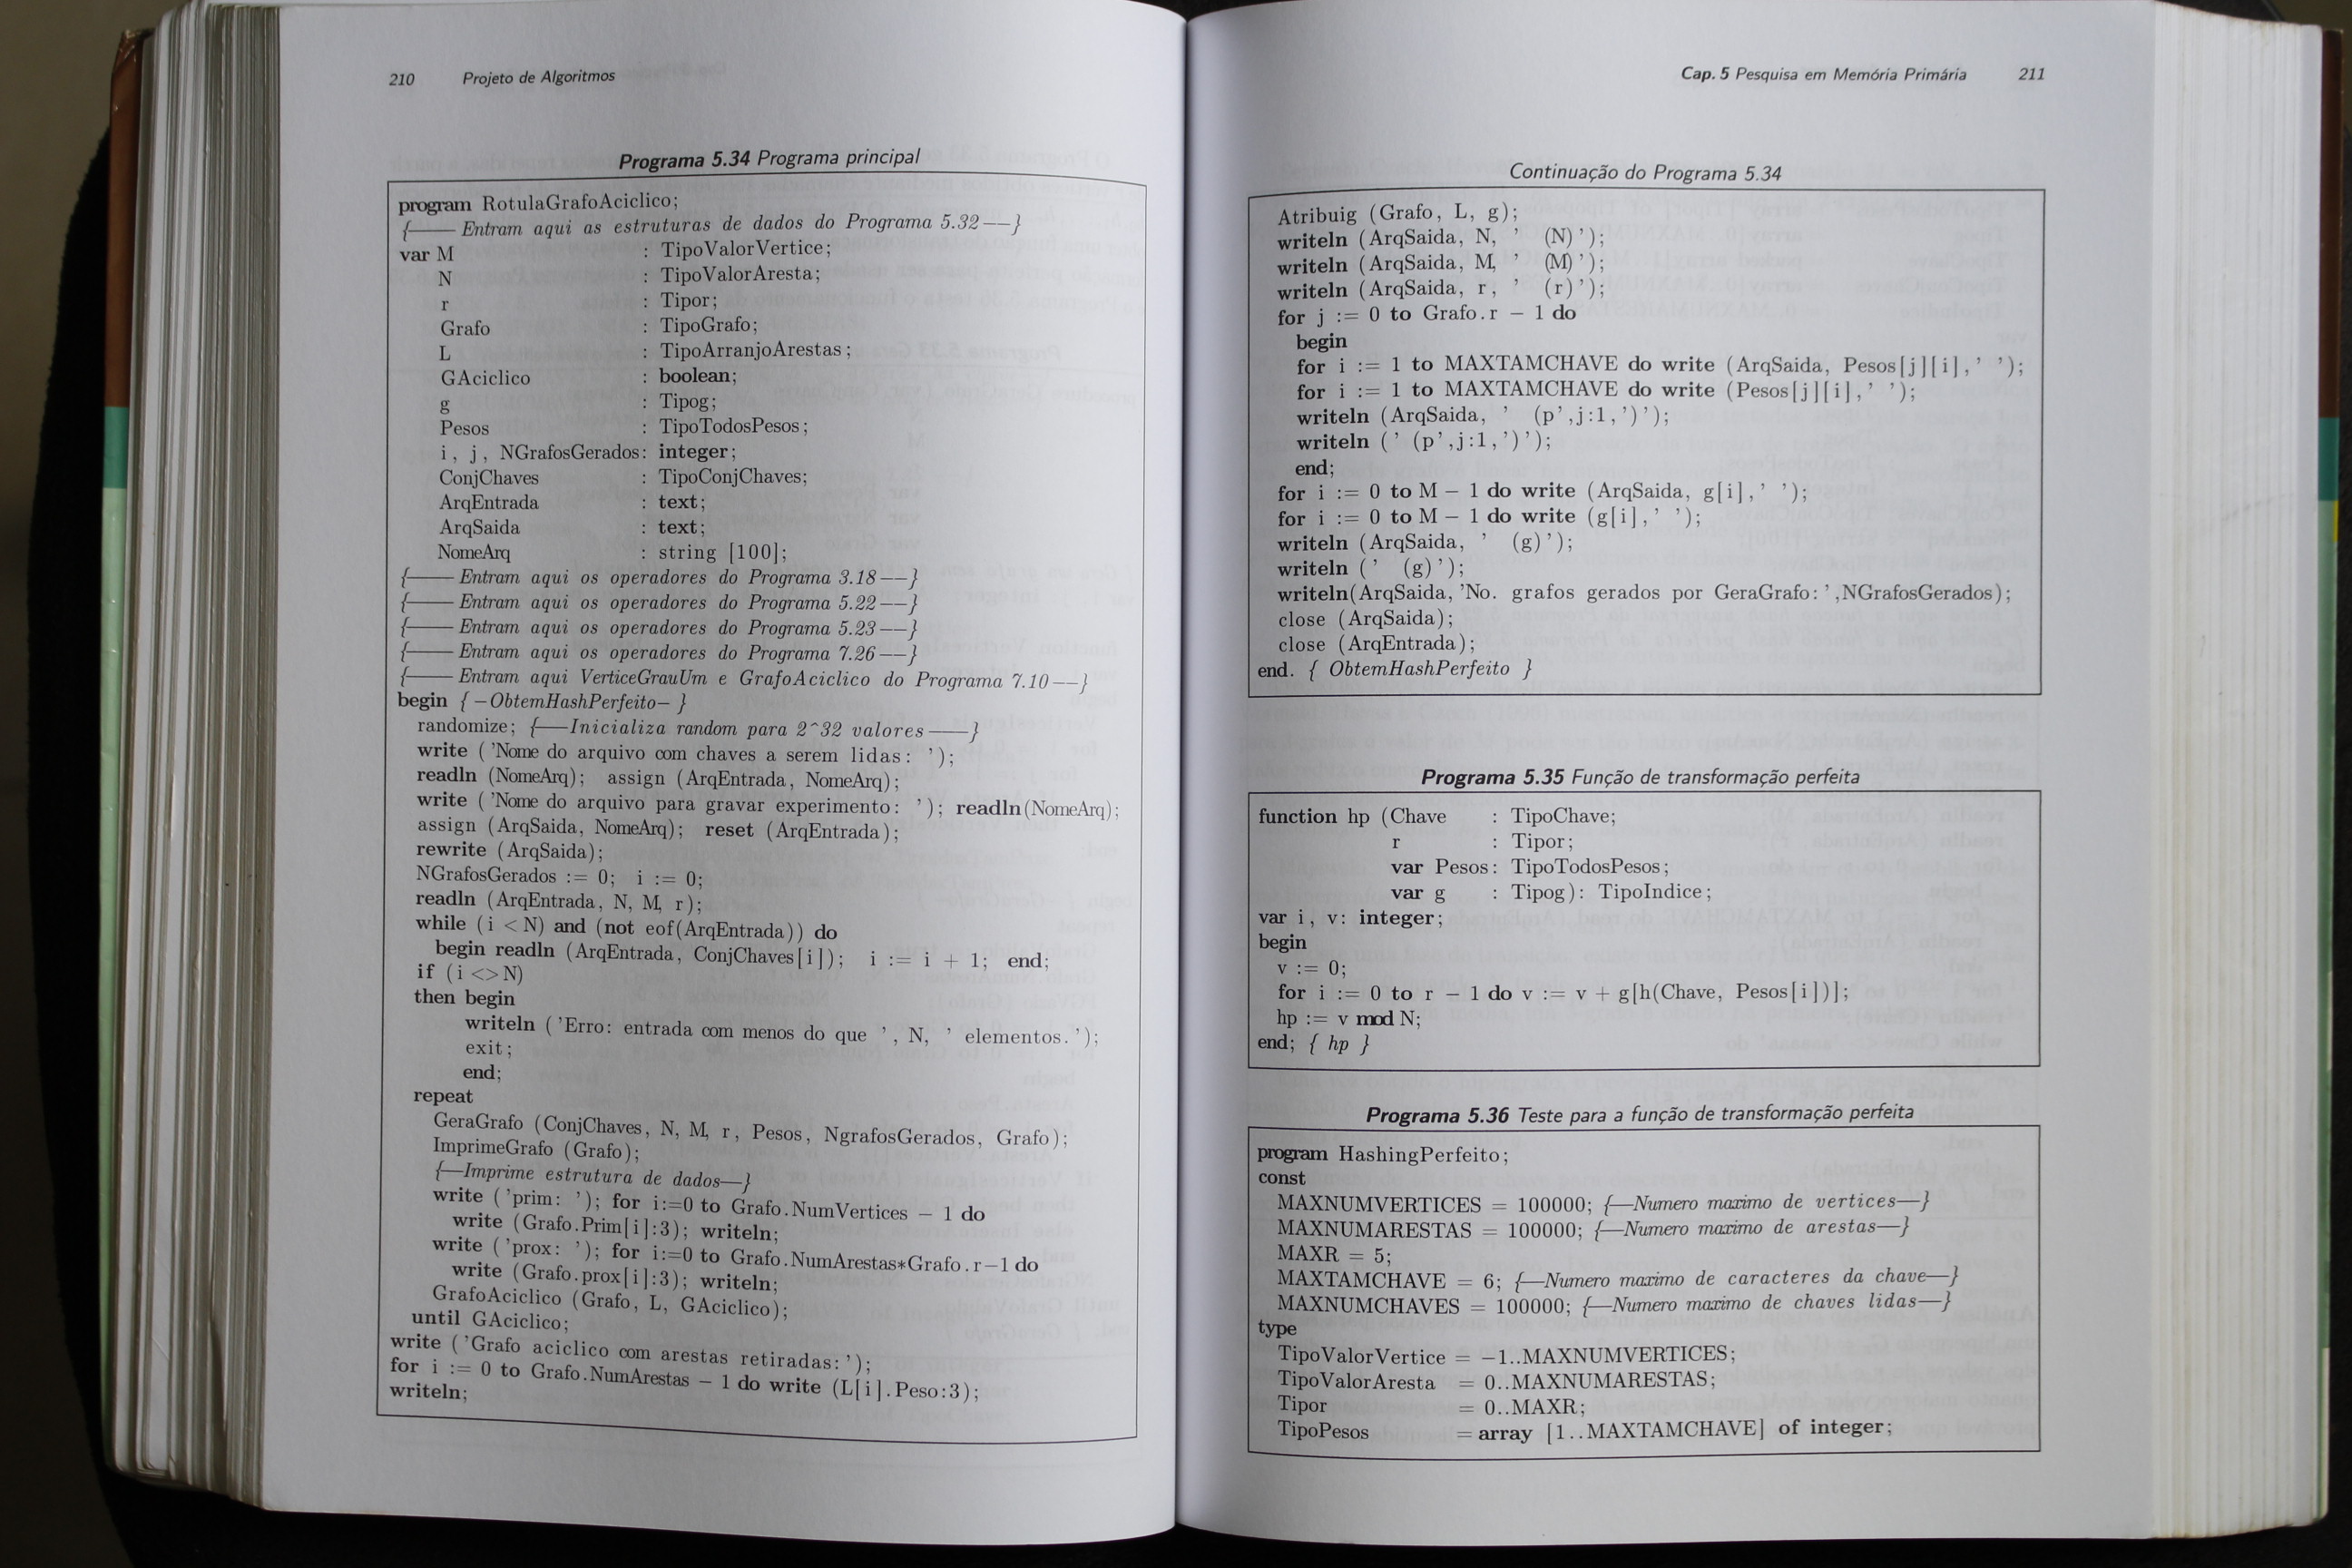 210 Projeto de Algoritmos
Programa 5.34 Programa principal
program RotulaGrafoAciclico;
{—— Entram aqui as estruturas de dados do Programa 5.32 ——}
var M : TipoValorVertice;
N : TipoValorAresta;
r : Tipor;
Grafo : TipoGrafo;
L : TipoArranjoArestas;
GAciclico : boolean;
g : Tipog;
Pesos : TipoTodosPesos;
i, j, NGrafosGerados: integer;
ConjChaves : TipoConjChaves;
ArqEntrada : text;
ArqSaida : text;
NomeArq : string [100];
{—— Entram aqui os operadores do Programa 3.18 ——}
{—— Entram aqui os operadores do Programa 5.22 ——}
{—— Entram aqui os operadores do Programa 5.23 ——}
{—— Entram aqui os operadores do Programa 7.26 ——}
{—— Entram aqui VerticeGrauUm e GrafoAciclico do Programa 7.10 ——}
begin { —ObtemHashPerfeito— }
randomize; {—Inicializa random para 2^32 valores——}
write ('Nome do arquivo com chaves a serem lidas: ');
readln (NomeArq); assign (ArqEntrada, NomeArq);
write ('Nome do arquivo para gravar experimento: '); readln(NomeArq);
assign (ArqSaida, NomeArq); reset (ArqEntrada);
rewrite (ArqSaida);
NGrafosGerados := 0; i := 0;
readln (ArqEntrada, N, M, r);
while (i < N) and (not eof(ArqEntrada)) do
begin readln (ArqEntrada, ConjChaves[i]); i := i + 1; end;
if (i <> N)
then begin
writeln ('Erro: entrada com menos do que ', N, ' elementos.');
exit;
end;
repeat
GeraGrafo (ConjChaves, N, M, r, Pesos, NgrafosGerados, Grafo);
ImprimeGrafo (Grafo);
{—Imprime estrutura de dados—}
write ('prim: '); for i:=0 to Grafo.NumVertices − 1 do
write (Grafo.Prim[i]:3); writeln;
write ('prox: '); for i:=0 to Grafo.NumArestas*Grafo.r−1 do
write (Grafo.prox[i]:3); writeln;
GrafoAciclico (Grafo, L, GAciclico);
until GAciclico;
write ('Grafo aciclico com arestas retiradas:');
for i := 0 to Grafo.NumArestas − 1 do write (L[i].Peso:3);
writeln;
Cap. 5 Pesquisa em Memória Primária 211
Continuação do Programa 5.34
Atribuig (Grafo, L, g);
writeln (ArqSaida, N, ' (N)');
writeln (ArqSaida, M, ' (M)');
writeln (ArqSaida, r, ' (r)');
for j := 0 to Grafo.r − 1 do
begin
for i := 1 to MAXTAMCHAVE do write (ArqSaida, Pesos[j][i],' ');
for i := 1 to MAXTAMCHAVE do write (Pesos[j][i],' ');
writeln (ArqSaida, ' (p',j:1,')');
writeln (' (p',j:1,')');
end;
for i := 0 to M − 1 do write (ArqSaida, g[i],' ');
for i := 0 to M − 1 do write (g[i],' ');
writeln (ArqSaida, ' (g)');
writeln (' (g)');
writeln(ArqSaida,'No. grafos gerados por GeraGrafo:',NGrafosGerados);
close (ArqSaida);
close (ArqEntrada);
end. { ObtemHashPerfeito }
Programa 5.35 Função de transformação perfeita
function hp (Chave : TipoChave;
r : Tipor;
var Pesos: TipoTodosPesos;
var g : Tipog): TipoIndice;
var i, v: integer;
begin
v := 0;
for i := 0 to r − 1 do v := v + g[h(Chave, Pesos[i])];
hp := v mod N;
end; { hp }
Programa 5.36 Teste para a função de transformação perfeita
program HashingPerfeito;
const
MAXNUMVERTICES = 100000; {—Numero maximo de vertices—}
MAXNUMARESTAS = 100000; {—Numero maximo de arestas—}
MAXR = 5;
MAXTAMCHAVE = 6; {—Numero maximo de caracteres da chave—}
MAXNUMCHAVES = 100000; {—Numero maximo de chaves lidas—}
type
TipoValorVertice = −1..MAXNUMVERTICES;
TipoValorAresta = 0..MAXNUMARESTAS;
Tipor = 0..MAXR;
TipoPesos = array [1..MAXTAMCHAVE] of integer;